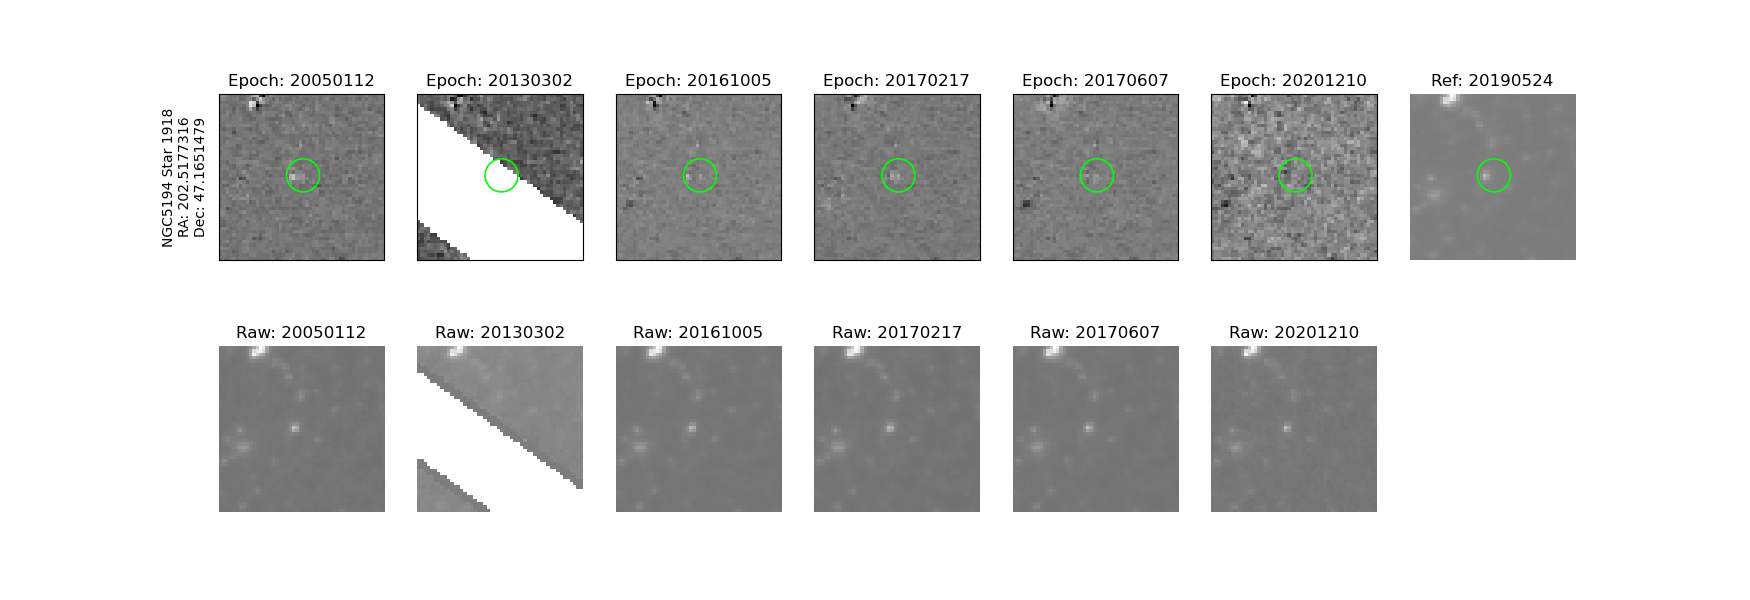 NGC5194 Star 1918
RA: 202.5177316
Dec: 47.1651479
Epoch: 20050112
Epoch: 20130302
Epoch: 20161005
Epoch: 20170217
Epoch: 20170607
Epoch: 20201210
Ref: 20190524
Raw: 20050112
Raw: 20130302
Raw: 20161005
Raw: 20170217
Raw: 20170607
Raw: 20201210